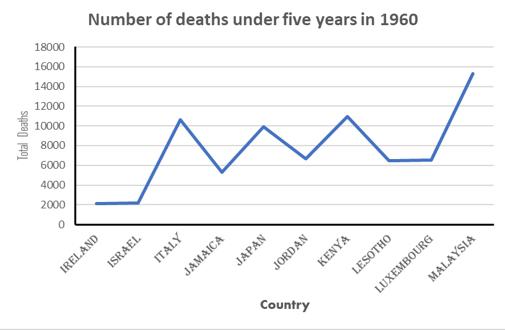 Number of deaths under five years in 1960
18000
16000
14000
12000
10000
8000
6000
4000
2000
0
Total Deaths
IRELAND
ISRAEL
ITALY
JAMAICA
JAPAN
JORDAN
KENYA
LESOTHO
LUXEMBOURG
MALAYSIA
Country